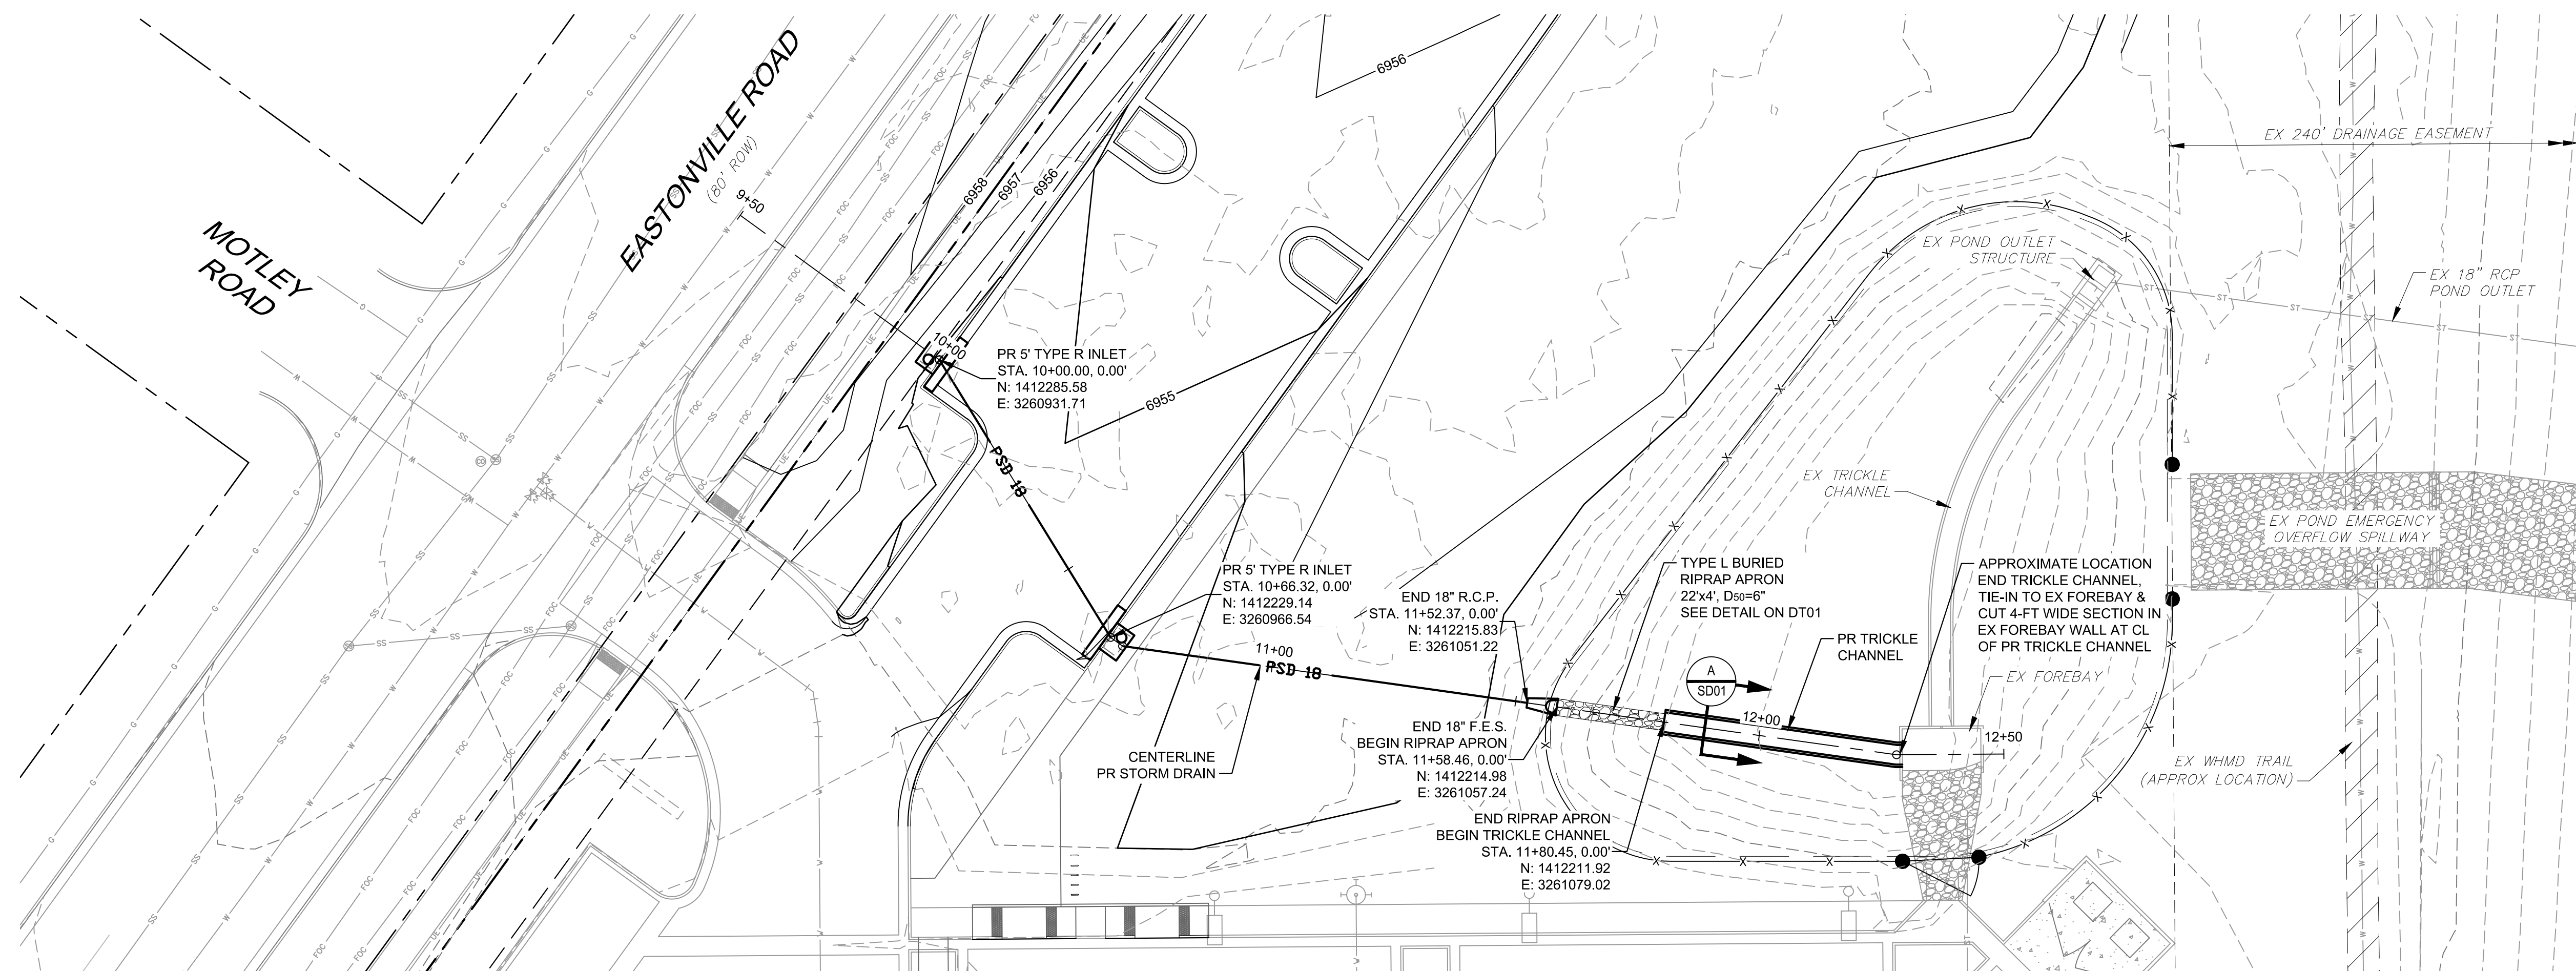 MOTLEY
ROAD
EASTONVILLE ROAD
(80' ROW)
9+50
6958
6957
6956
6956
6955
10+00
PR 5' TYPE R INLET
STA. 10+00.00, 0.00'
N: 1412285.58
E: 3260931.71
PSD 18
PR 5' TYPE R INLET
STA. 10+66.32, 0.00'
N: 1412229.14
E: 3260966.54
11+00
PSD 18
CENTERLINE
PR STORM DRAIN
END 18" R.C.P.
STA. 11+52.37, 0.00'
N: 1412215.83
E: 3261051.22
END 18" F.E.S.
BEGIN RIPRAP APRON
STA. 11+58.46, 0.00'
N: 1412214.98
E: 3261057.24
END RIPRAP APRON
BEGIN TRICKLE CHANNEL
STA. 11+80.45, 0.00'
N: 1412211.92
E: 3261079.02
TYPE L BURIED
RIPRAP APRON
22'x4', D50=6"
SEE DETAIL ON DT01
A
SD01
PR TRICKLE
CHANNEL
12+00
12+50
APPROXIMATE LOCATION
END TRICKLE CHANNEL,
TIE-IN TO EX FOREBAY &
CUT 4-FT WIDE SECTION IN
EX FOREBAY WALL AT CL
OF PR TRICKLE CHANNEL
EX FOREBAY
EX TRICKLE
CHANNEL
EX POND OUTLET
STRUCTURE
EX 240' DRAINAGE EASEMENT
EX 18" RCP
POND OUTLET
EX POND EMERGENCY
OVERFLOW SPILLWAY
EX WHMD TRAIL
(APPROX LOCATION)